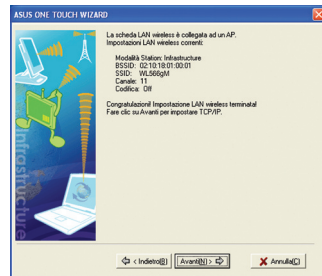 ASUS ONE TOUCH WIZARD
La scheda LAN wireless è collegata ad un AP.
Impostazioni LAN wireless correnti:
Modalità Station: Infrastructure
BSSID: 02:10:18:01:00:01
SSID: WL566gM
Canale: 11
Codifica: Off
Congratulazioni! Impostazione LAN wireless terminata!
Fare clic su Avanti per impostare TCP/IP.
Infrastructure
< Indietro(B)
Avanti(N) >
Annulla(C)